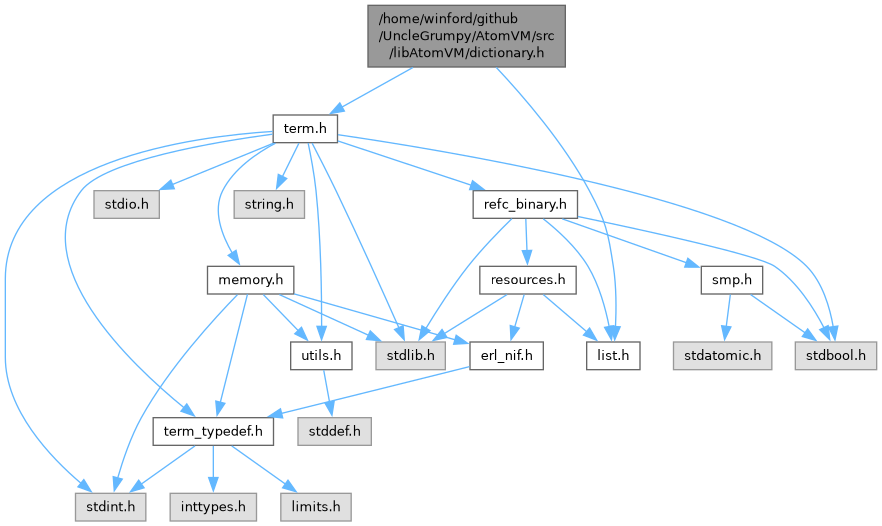 /home/winford/github
/UncleGrumpy/AtomVM/src
/libAtomVM/dictionary.h
term.h
stdio.h
string.h
refc_binary.h
memory.h
resources.h
smp.h
utils.h
stdlib.h
erl_nif.h
list.h
stdatomic.h
stdbool.h
term_typedef.h
stddef.h
stdint.h
inttypes.h
limits.h